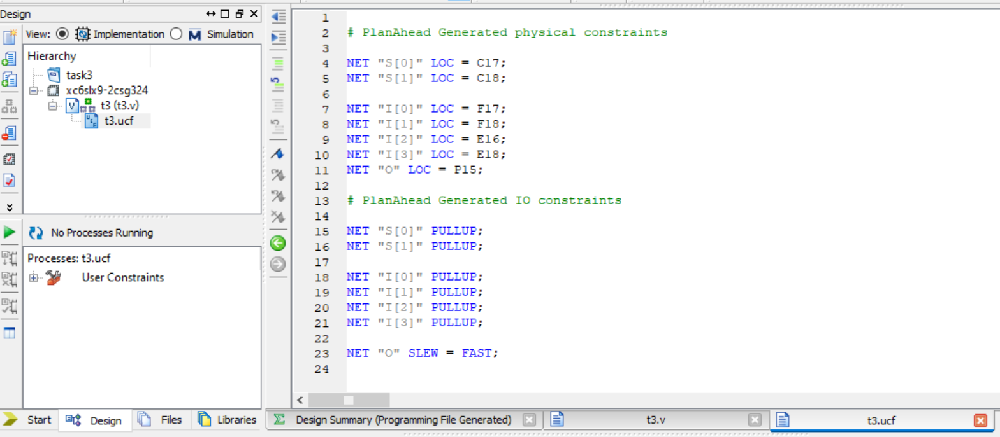 Design
View: Implementation Simulation
Hierarchy
task3
xc6slx9-2csg324
t3 (t3.v)
t3.ucf
No Processes Running
Processes: t3.ucf
User Constraints
1
2 # PlanAhead Generated physical constraints
3
4 NET "S[0]" LOC = C17;
5 NET "S[1]" LOC = C18;
6
7 NET "I[0]" LOC = F17;
8 NET "I[1]" LOC = F18;
9 NET "I[2]" LOC = E16;
10 NET "I[3]" LOC = E18;
11 NET "O" LOC = P15;
12
13 # PlanAhead Generated IO constraints
14
15 NET "S[0]" PULLUP;
16 NET "S[1]" PULLUP;
17
18 NET "I[0]" PULLUP;
19 NET "I[1]" PULLUP;
20 NET "I[2]" PULLUP;
21 NET "I[3]" PULLUP;
22
23 NET "O" SLEW = FAST;
24
Start Design Files Libraries
Design Summary (Programming File Generated) t3.v t3.ucf